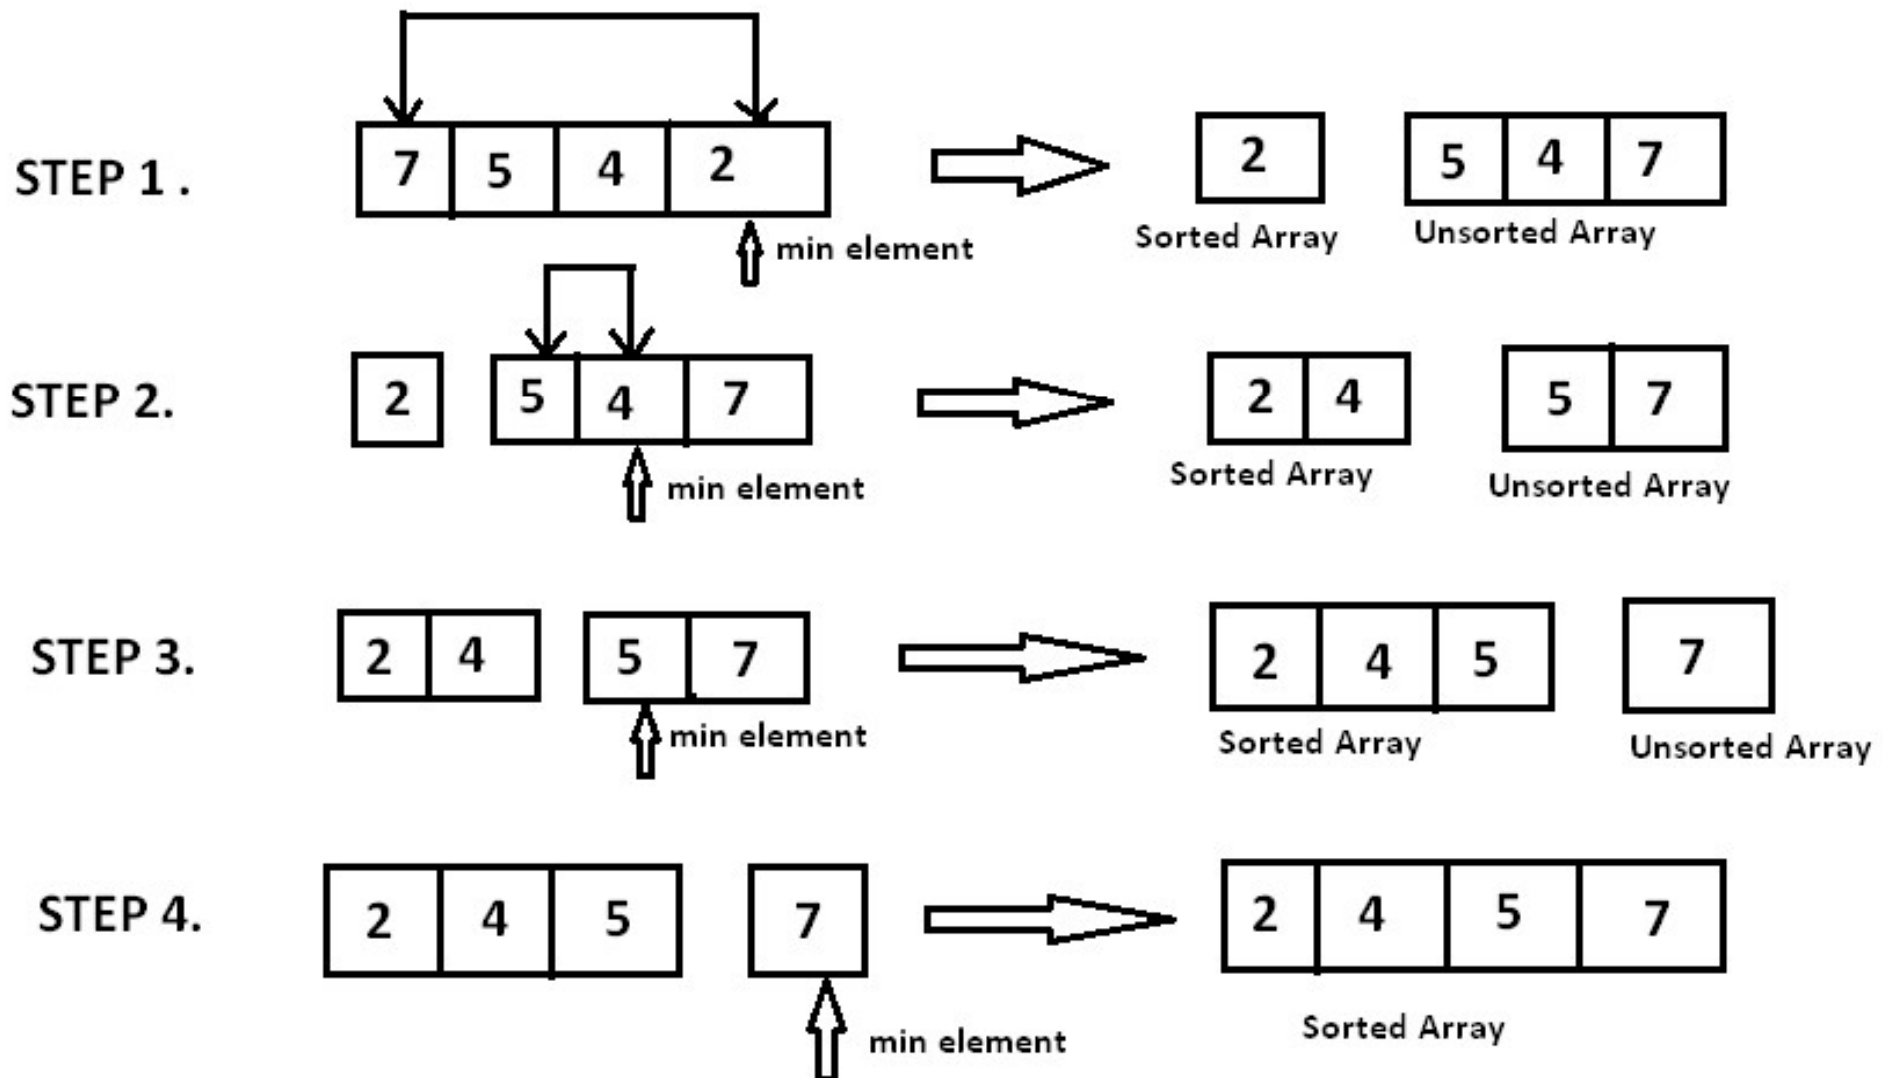 STEP 1 .
7 5 4 2
2
5 4 7
min element
Sorted Array
Unsorted Array
STEP 2.
2
5 4 7
2 4
5 7
min element
Sorted Array
Unsorted Array
STEP 3.
2 4
5 7
2 4 5
7
min element
Sorted Array
Unsorted Array
STEP 4.
2 4 5
7
2 4 5 7
min element
Sorted Array